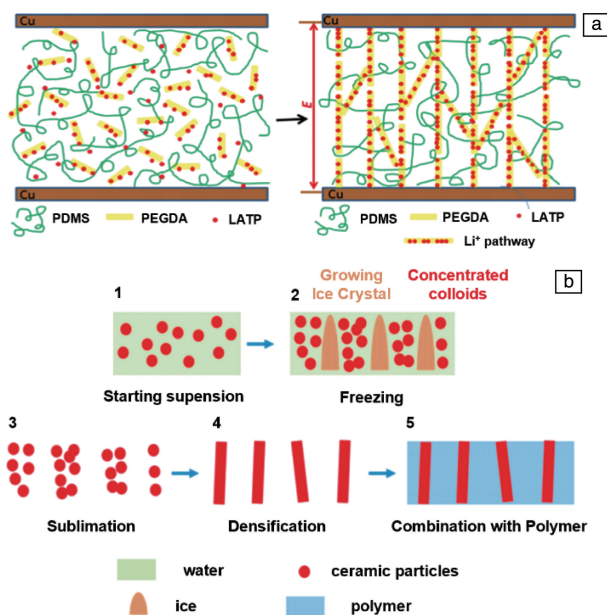 Cu
Cu
a
E
Cu
Cu
PDMS PEGDA LATP
PDMS PEGDA LATP
Li⁺ pathway
b
Growing
Ice Crystal
Concentrated
colloids
1
2
Starting supension
Freezing
3
4
5
Sublimation
Densification
Combination with Polymer
water
ceramic particles
ice
polymer